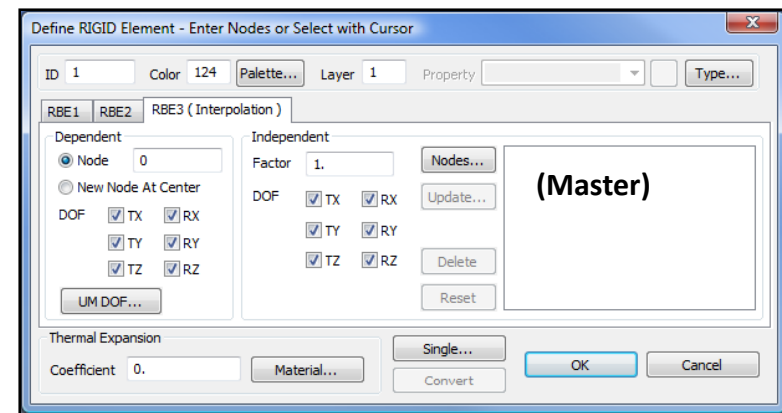 Define RIGID Element - Enter Nodes or Select with Cursor
ID 1 Color 124 Palette... Layer 1 Property Type...
RBE1 RBE2 RBE3 ( Interpolation )
Dependent Independent
Node 0 Factor 1. Nodes...
New Node At Center (Master)
DOF TX RX DOF TX RX Update...
TY RY TY RY
TZ RZ TZ RZ Delete
UM DOF... Reset
Thermal Expansion Single...
Coefficient 0. Material... OK Cancel
Convert